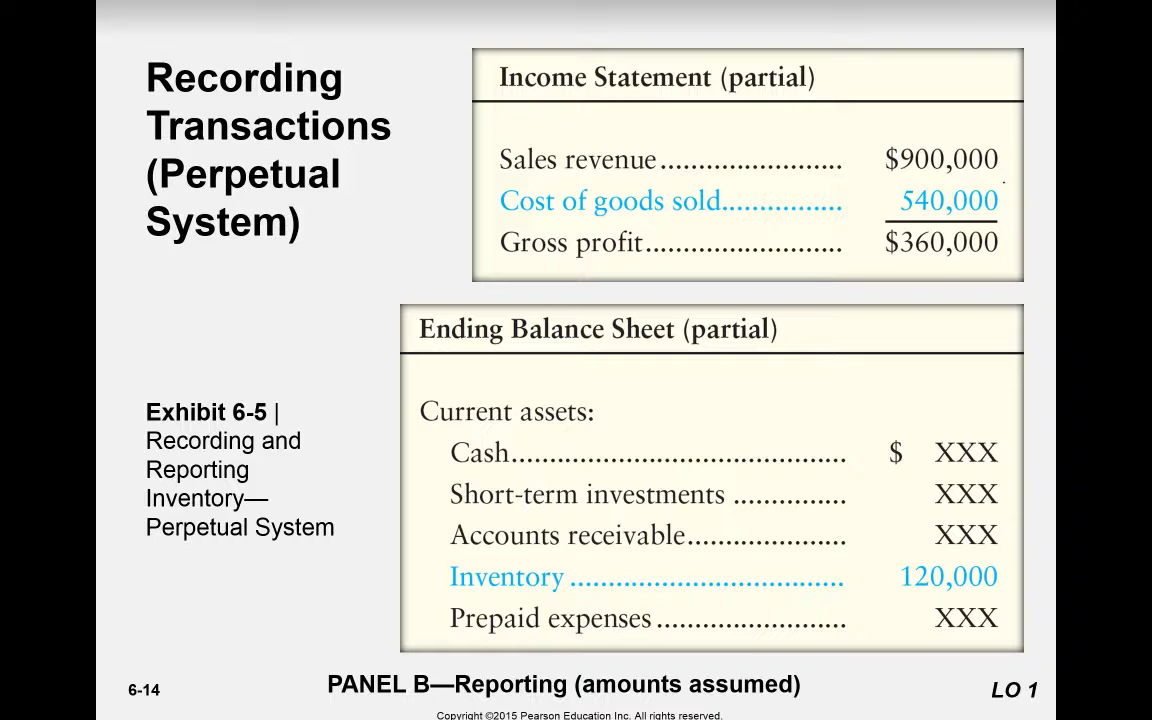 Recording
Transactions
(Perpetual
System)
Income Statement (partial)
Sales revenue........................ $900,000
Cost of goods sold................ 540,000
Gross profit.......................... $360,000
Exhibit 6-5 |
Recording and
Reporting
Inventory—
Perpetual System
Ending Balance Sheet (partial)
Current assets:
Cash............................................ $ XXX
Short-term investments ............... XXX
Accounts receivable..................... XXX
Inventory .................................... 120,000
Prepaid expenses ......................... XXX
6-14
PANEL B—Reporting (amounts assumed)
LO 1
Copyright ©2015 Pearson Education Inc. All rights reserved.